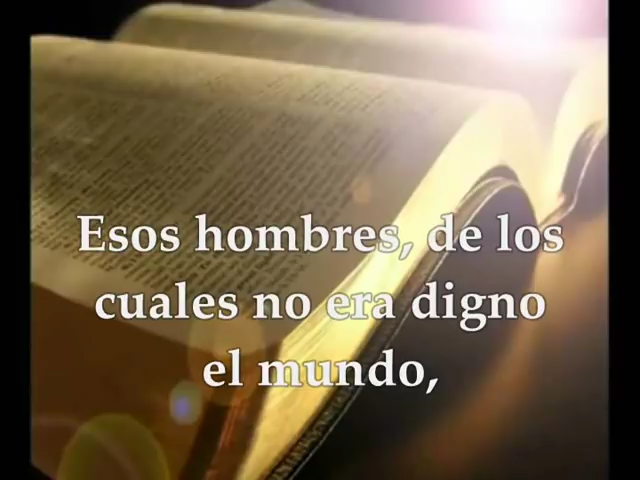 Esos hombres, de los
cuales no era digno
el mundo,